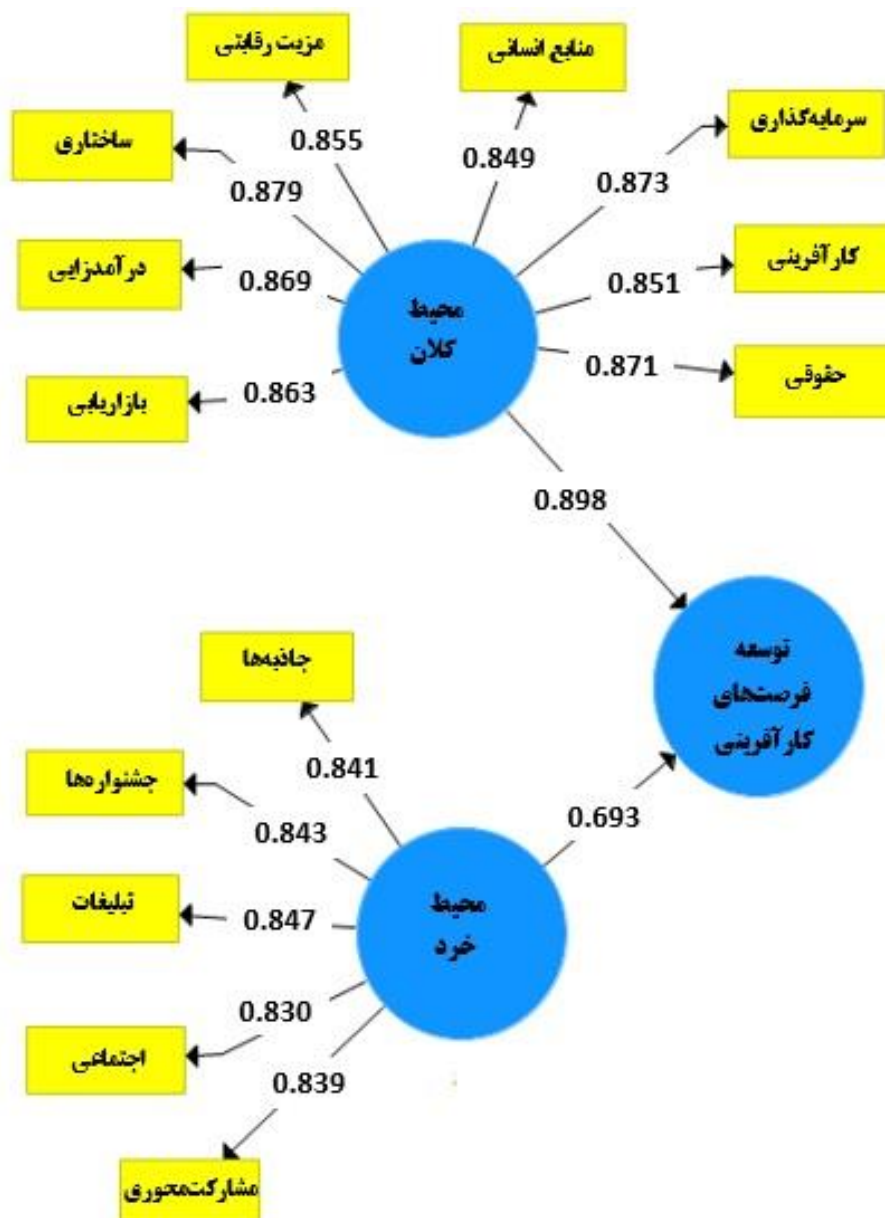 مزیت رقابتی
منابع انسانی
سرمایه‌گذاری
ساختاری
0.855
0.849
0.873
0.879
درآمدزایی
کارآفرینی
0.869
0.851
محیط
کلان
حقوقی
0.871
بازاریابی
0.863
0.898
توسعه
فرصت‌های
کارآفرینی
جاذبه‌ها
0.841
جشنواره‌ها
0.843
0.693
تبلیغات
0.847
محیط
خرد
0.830
اجتماعی
0.839
مشارکت‌محوری